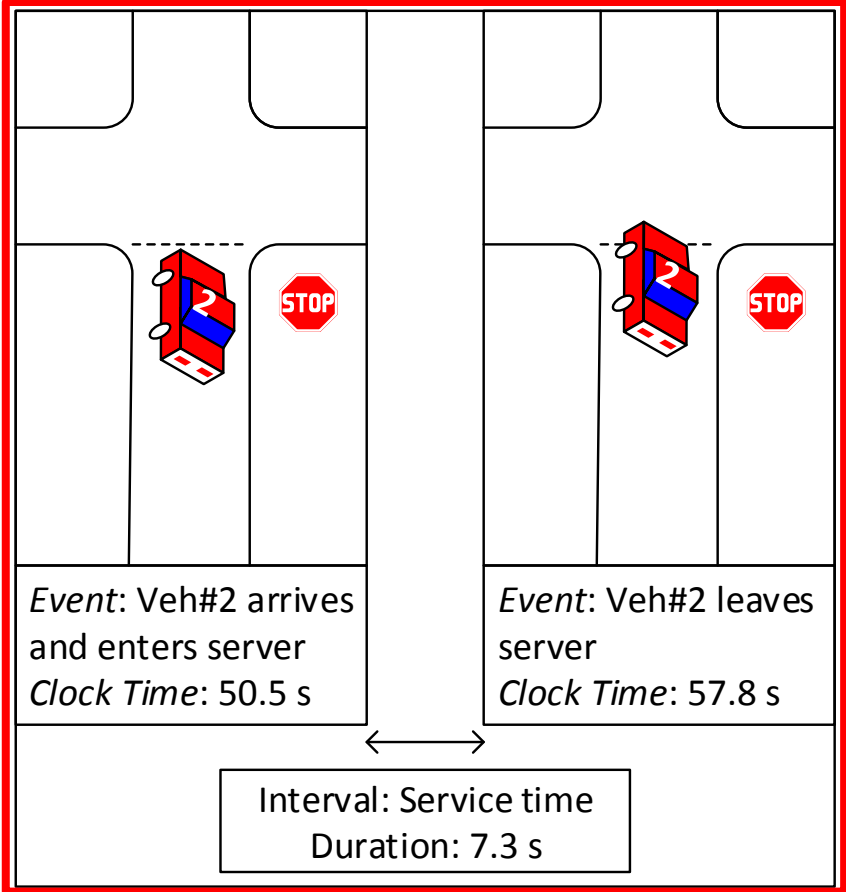 2
STOP
2
STOP
Event: Veh#2 arrives
and enters server
Clock Time: 50.5 s
Event: Veh#2 leaves
server
Clock Time: 57.8 s
Interval: Service time
Duration: 7.3 s